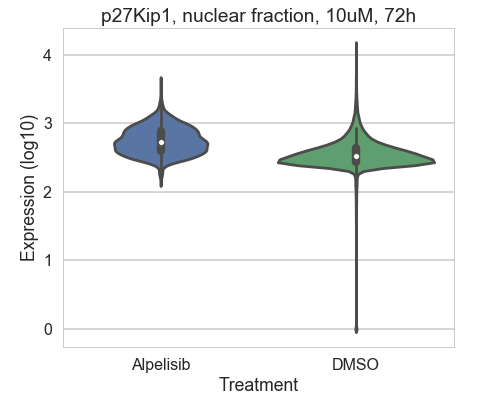 p27Kip1, nuclear fraction, 10uM, 72h
4
3
2
1
0
Expression (log10)
Alpelisib
DMSO
Treatment